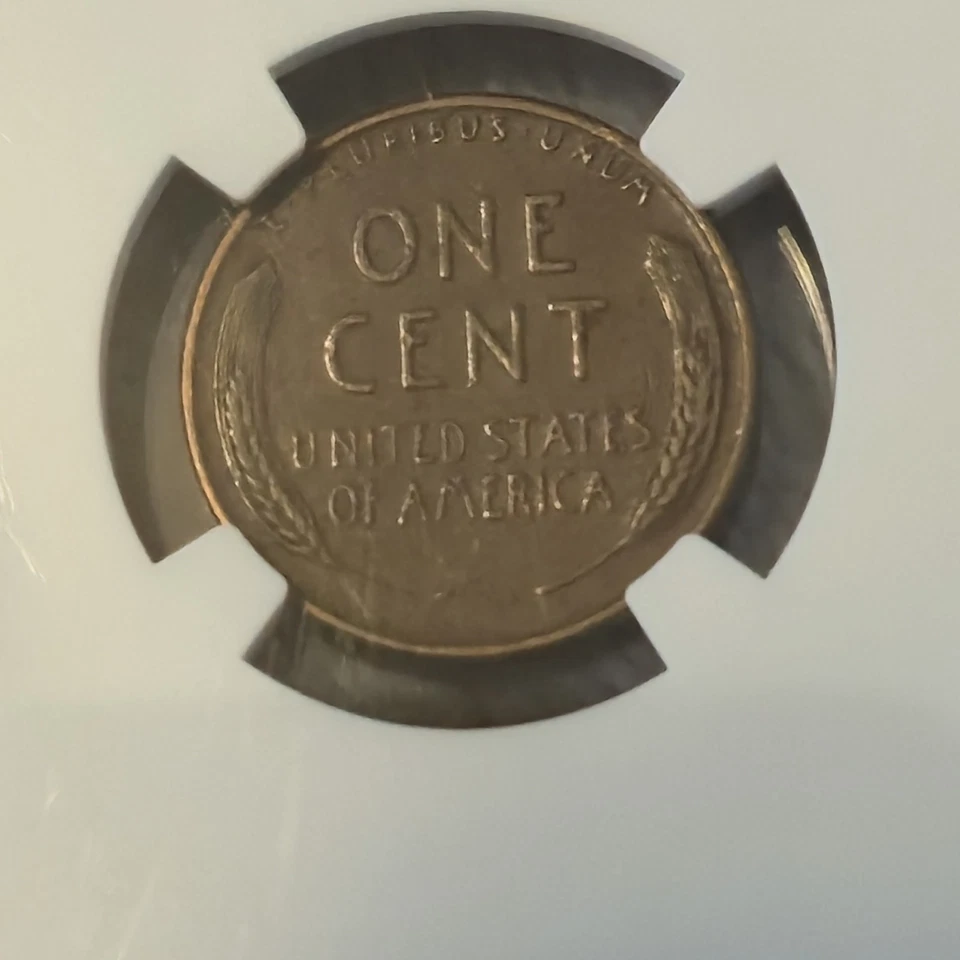 PLURIBUS · UNUM
ONE
CENT
UNITED STATES
OF AMERICA